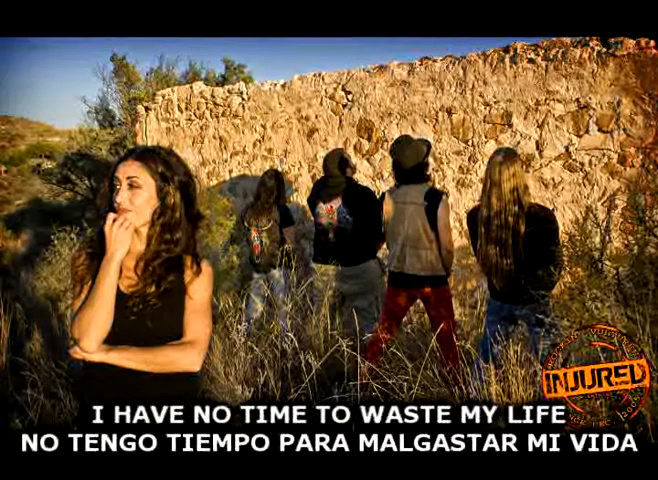 INJURED
I HAVE NO TIME TO WASTE MY LIFE
NO TENGO TIEMPO PARA MALGASTAR MI VIDA